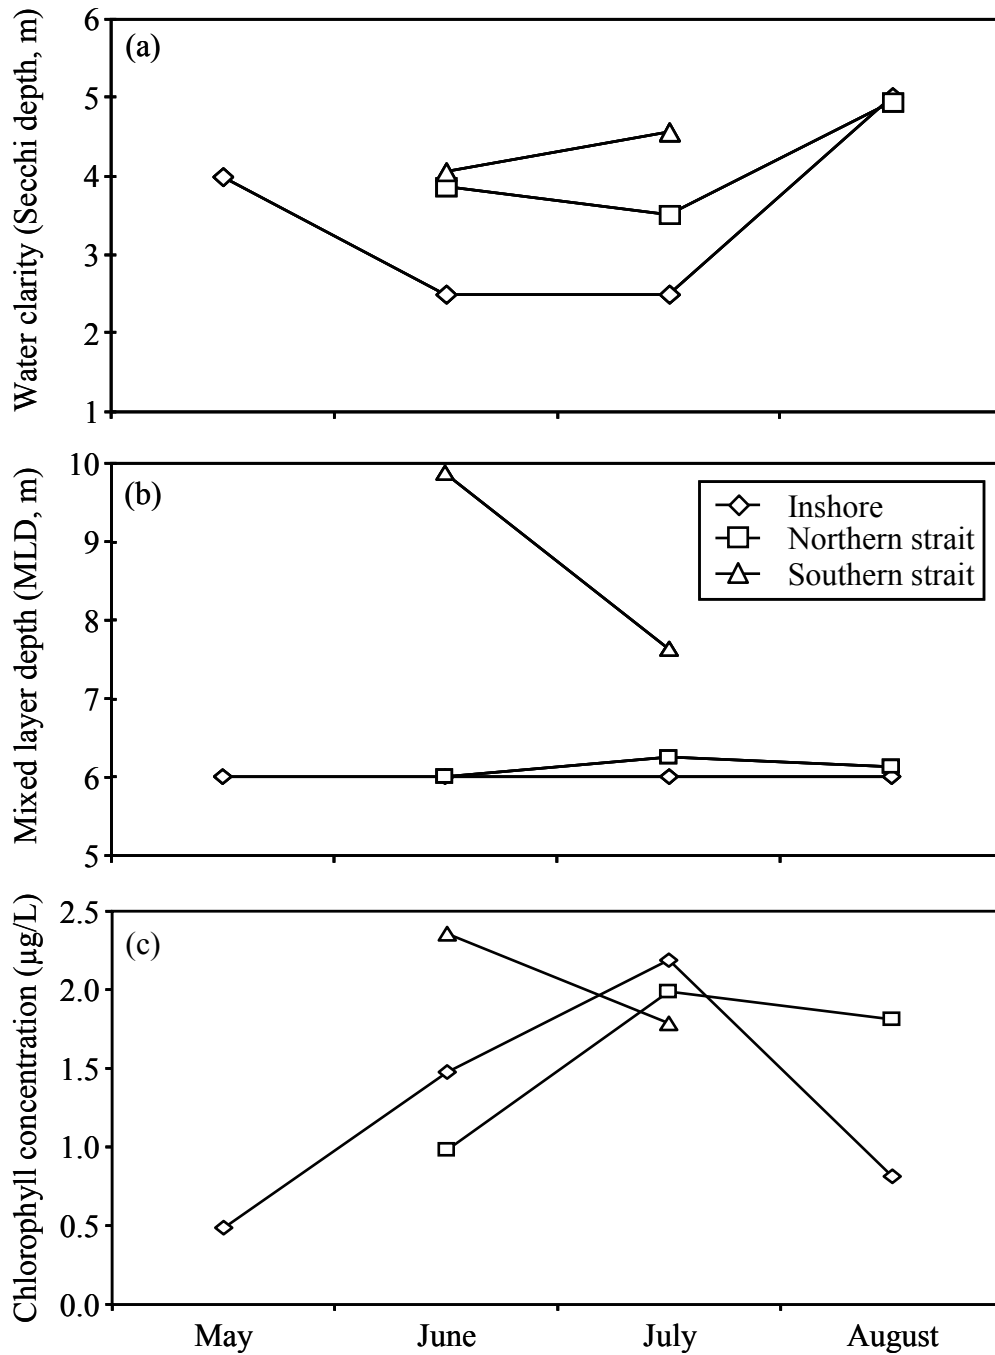 Water clarity (Secchi depth, m)
(a)
6
5
4
3
2
1
Mixed layer depth (MLD, m)
(b)
10
9
8
7
6
5
Inshore
Northern strait
Southern strait
Chlorophyll concentration (µg/L)
(c)
2.5
2.0
1.5
1.0
0.5
0.0
May June July August